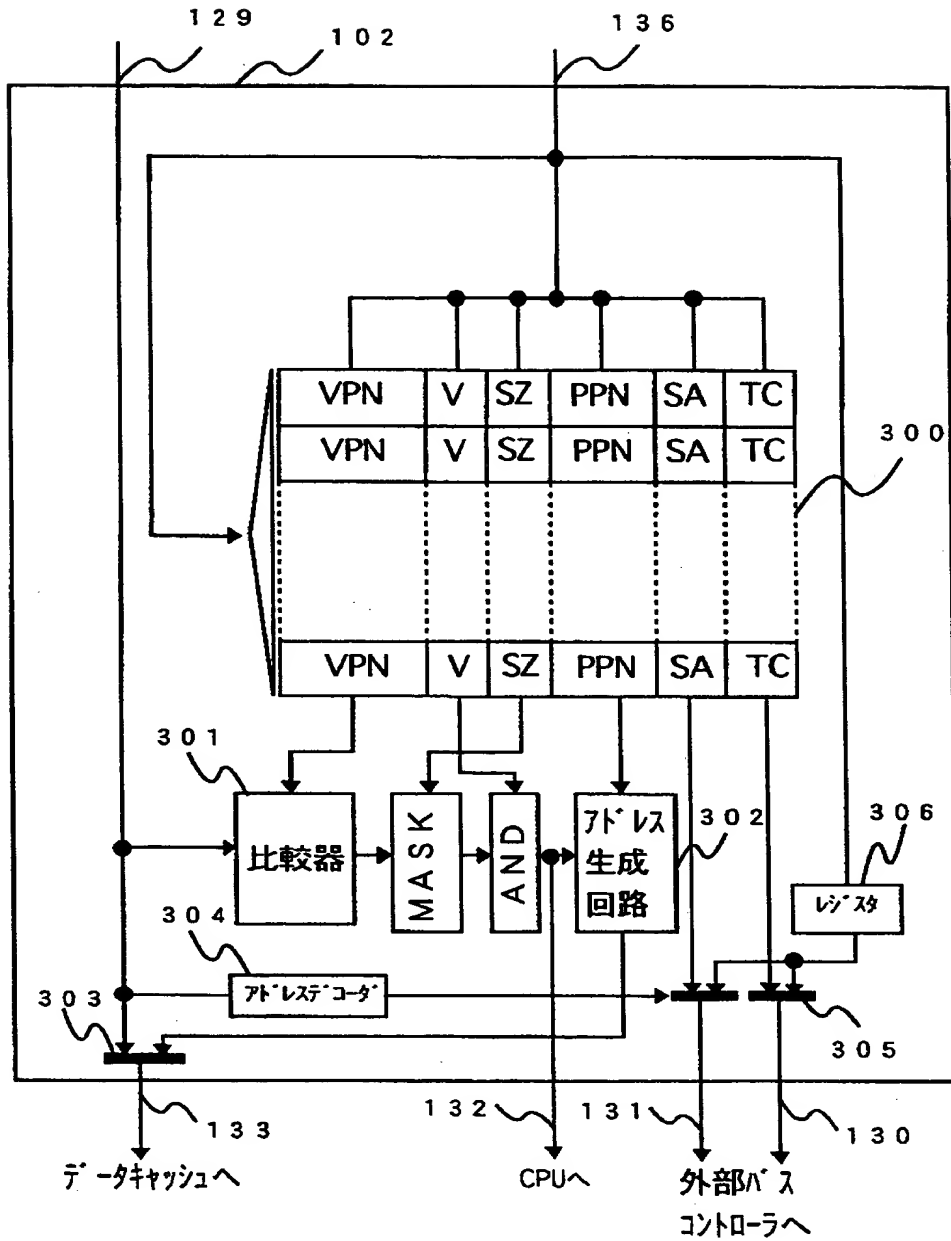 １２９
１０２
１３６
VPN V SZ PPN SA TC
VPN V SZ PPN SA TC
３００
VPN V SZ PPN SA TC
３０１
比較器
MASK
AND
アドレス
生成
回路
３０２
３０６
レジスタ
３０４
アドレスデコーダ
３０３
３０５
１３３
１３２
１３１
１３０
データキャッシュへ
CPUへ
外部バス
コントローラへ